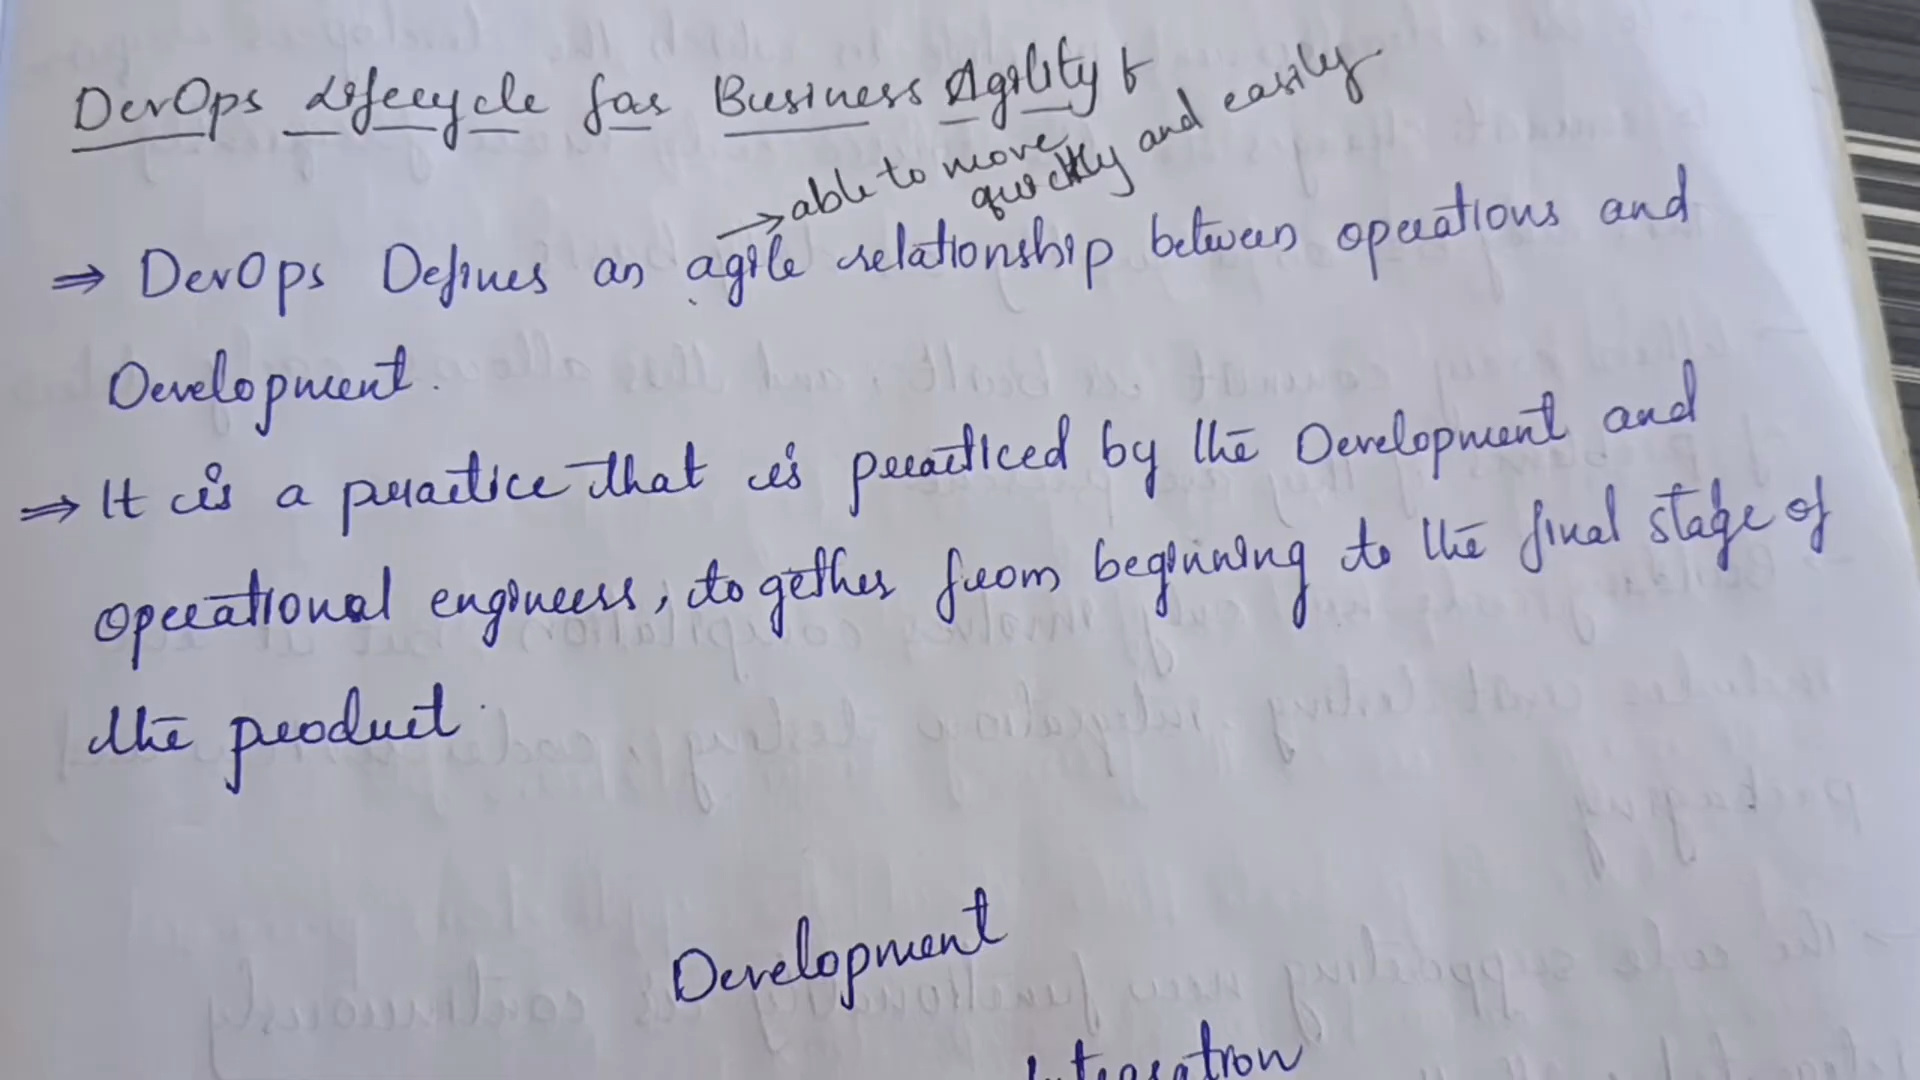 DevOps Lifecycle for Business Agility
→ able to move
quickly and easily
⇒ DevOps Defines an agile relationship between operations and
Development.
⇒ It is a practice that is practiced by the Development and
operational engineers, together from beginning to the final stage of
the product.
Development
Integration